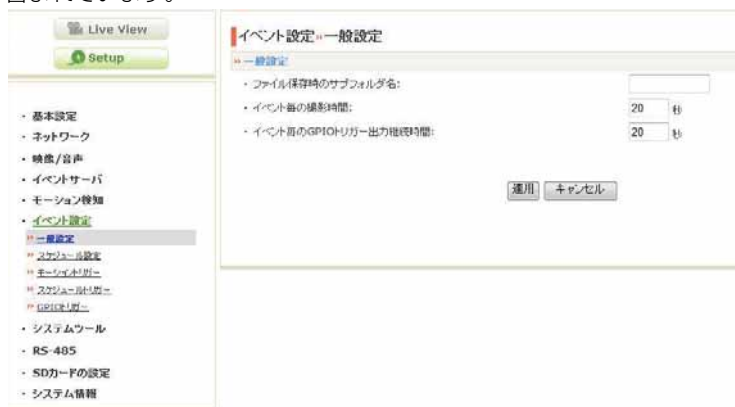 Live View
Setup
・基本設定
・ネットワーク
・映像/音声
・イベントサーバ
・モーション検知
・イベント設定
»一般設定
»スケジュール設定
»モーショントリガー
»スケジュールトリガー
»GPIOトリガー
・システムツール
・RS-485
・SDカードの設定
・システム情報
イベント設定»一般設定
»一般設定
・ファイル保存時のサブフォルダ名:
・イベント毎の撮影時間: 20 秒
・イベント毎のGPIOトリガー出力継続時間: 20 秒
適用 キャンセル